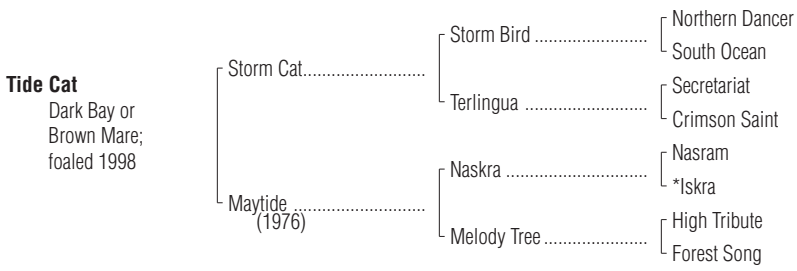 Tide Cat
Dark Bay or
Brown Mare;
foaled 1998
Storm Cat..........................
Maytide ............................
(1976)
Storm Bird ........................
Terlingua ..........................
Naskra ..............................
Melody Tree......................
Northern Dancer
South Ocean
Secretariat
Crimson Saint
Nasram
*Iskra
High Tribute
Forest Song